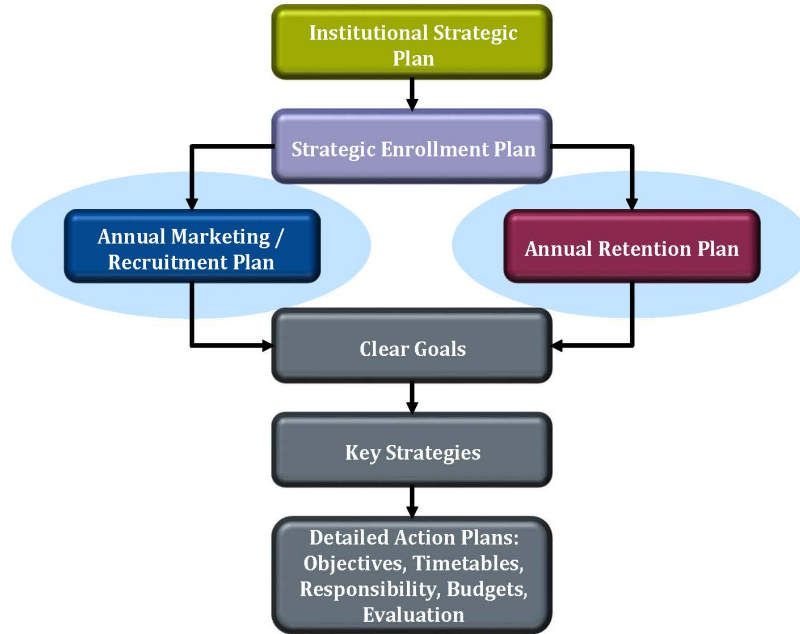 Institutional Strategic
Plan
Strategic Enrollment Plan
Annual Marketing /
Recruitment Plan
Annual Retention Plan
Clear Goals
Key Strategies
Detailed Action Plans:
Objectives, Timetables,
Responsibility, Budgets,
Evaluation